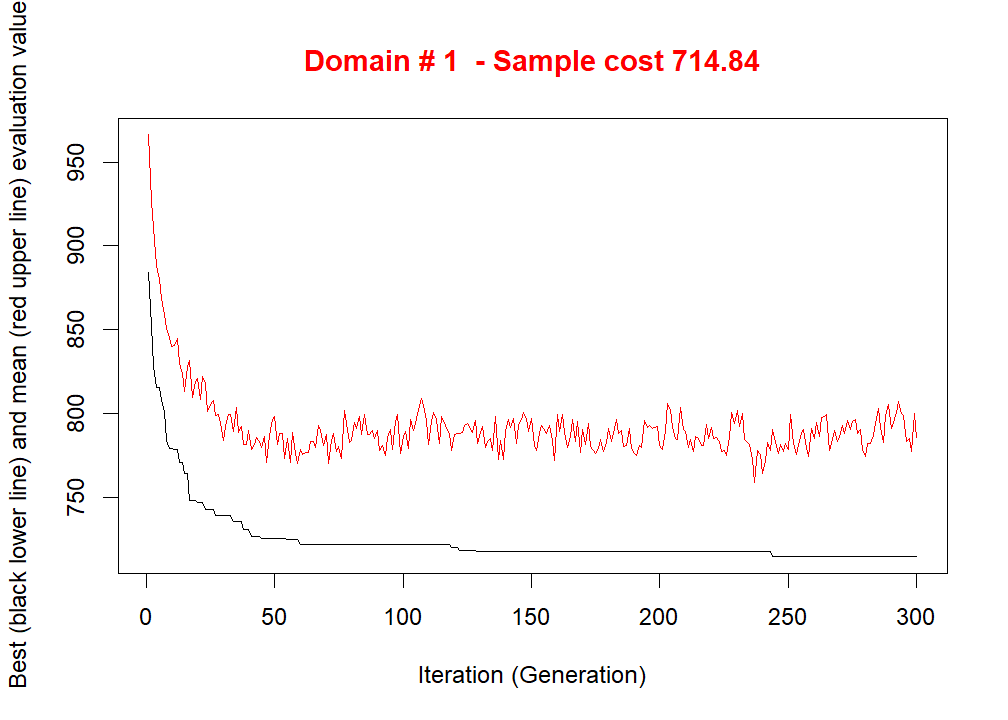 Domain # 1  - Sample cost 714.84
Best (black lower line) and mean (red upper line) evaluation value
950
900
850
800
750
0 50 100 150 200 250 300
Iteration (Generation)